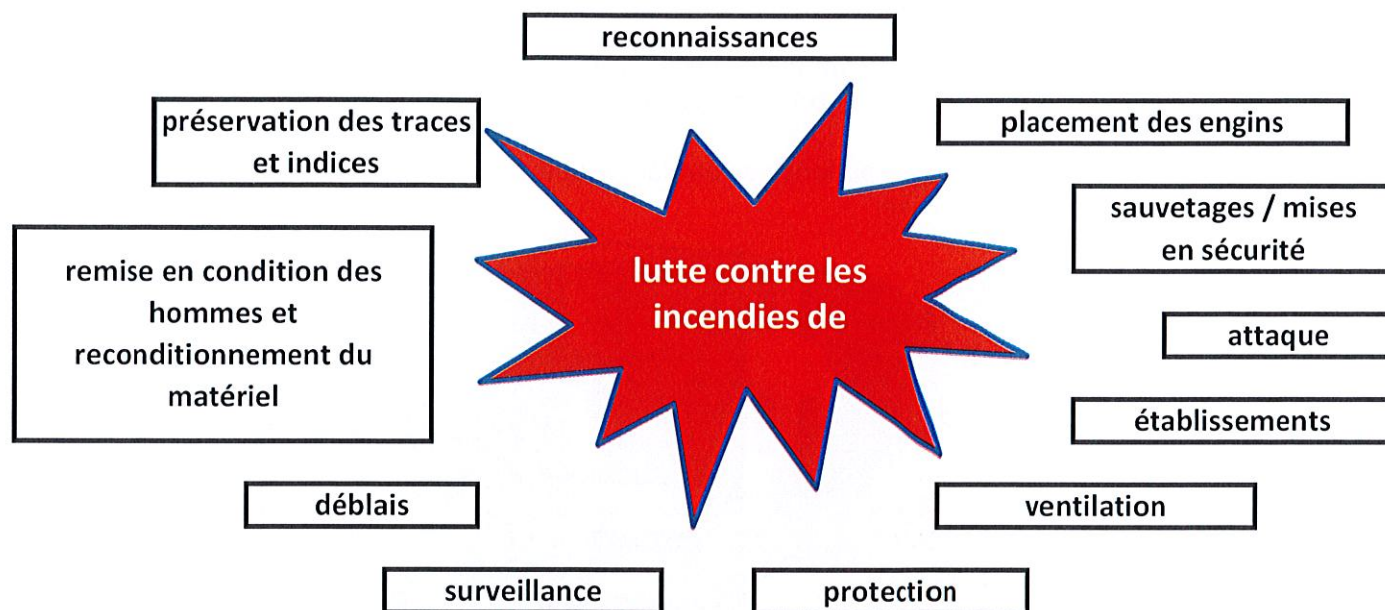 reconnaissances
préservation des traces
et indices
placement des engins
sauvetages / mises
en sécurité
remise en condition des
hommes et
reconditionnement du
matériel
lutte contre les
incendies de
attaque
établissements
déblais
ventilation
surveillance
protection